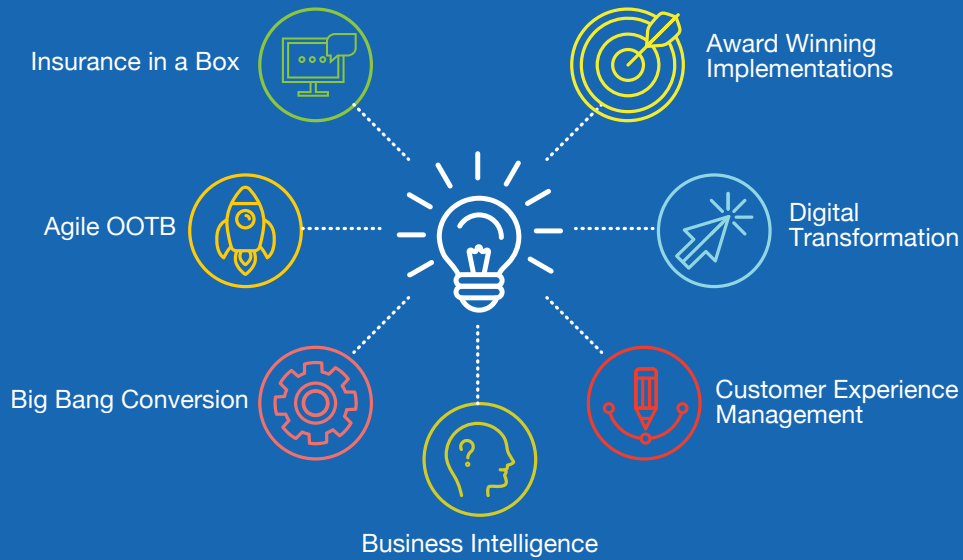 Insurance in a Box
Award Winning
Implementations
Agile OOTB
Digital
Transformation
Big Bang Conversion
Customer Experience
Management
Business Intelligence